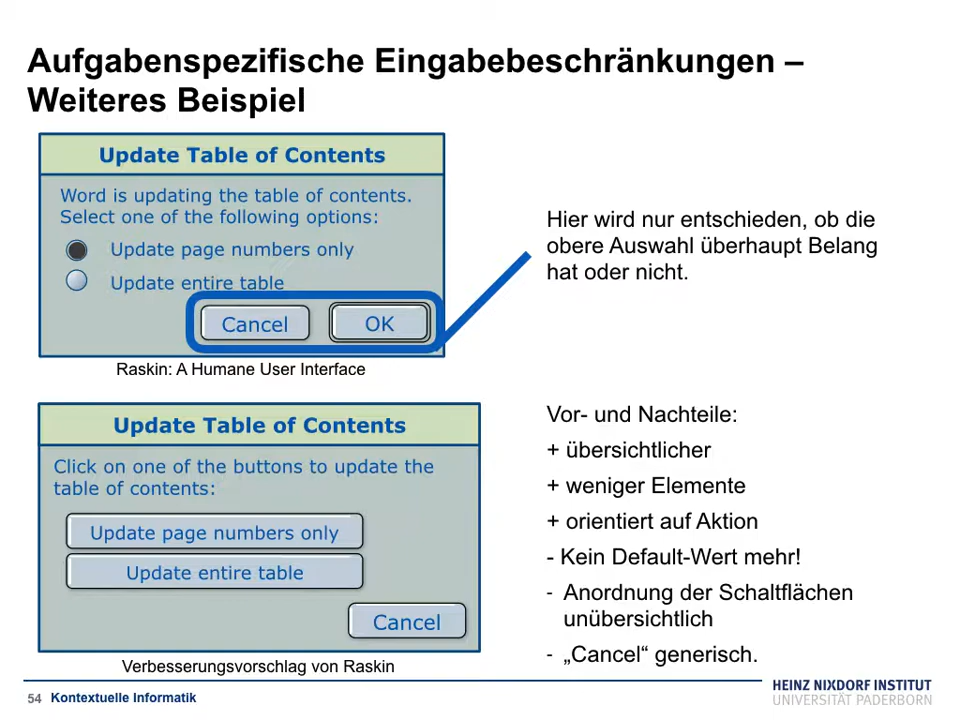 Aufgabenspezifische Eingabebeschränkungen –
Weiteres Beispiel
Update Table of Contents
Word is updating the table of contents.
Select one of the following options:
Update page numbers only
Update entire table
Cancel
OK
Raskin: A Humane User Interface
Hier wird nur entschieden, ob die
obere Auswahl überhaupt Belang
hat oder nicht.
Update Table of Contents
Click on one of the buttons to update the
table of contents:
Update page numbers only
Update entire table
Cancel
Verbesserungsvorschlag von Raskin
Vor- und Nachteile:
+ übersichtlicher
+ weniger Elemente
+ orientiert auf Aktion
- Kein Default-Wert mehr!
- Anordnung der Schaltflächen
unübersichtlich
- „Cancel“ generisch.
54 Kontextuelle Informatik
HEINZ NIXDORF INSTITUT
UNIVERSITÄT PADERBORN